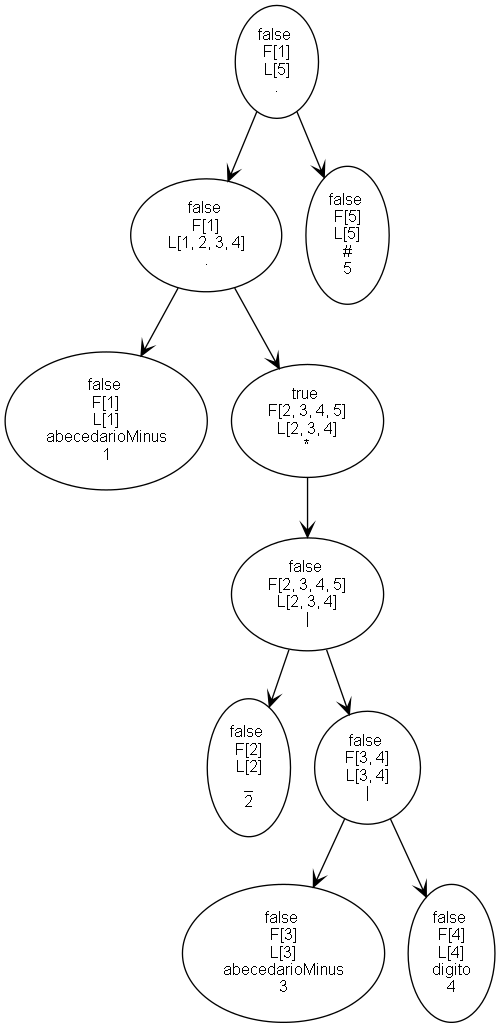 false
F[1]
L[5]
.
false
F[1]
L[1, 2, 3, 4]
.
false
F[5]
L[5]
#
5
false
F[1]
L[1]
abecedarioMinus
1
true
F[2, 3, 4, 5]
L[2, 3, 4]
*
false
F[2, 3, 4, 5]
L[2, 3, 4]
|
false
F[2]
L[2]
_
2
false
F[3, 4]
L[3, 4]
|
false
F[3]
L[3]
abecedarioMinus
3
false
F[4]
L[4]
digito
4